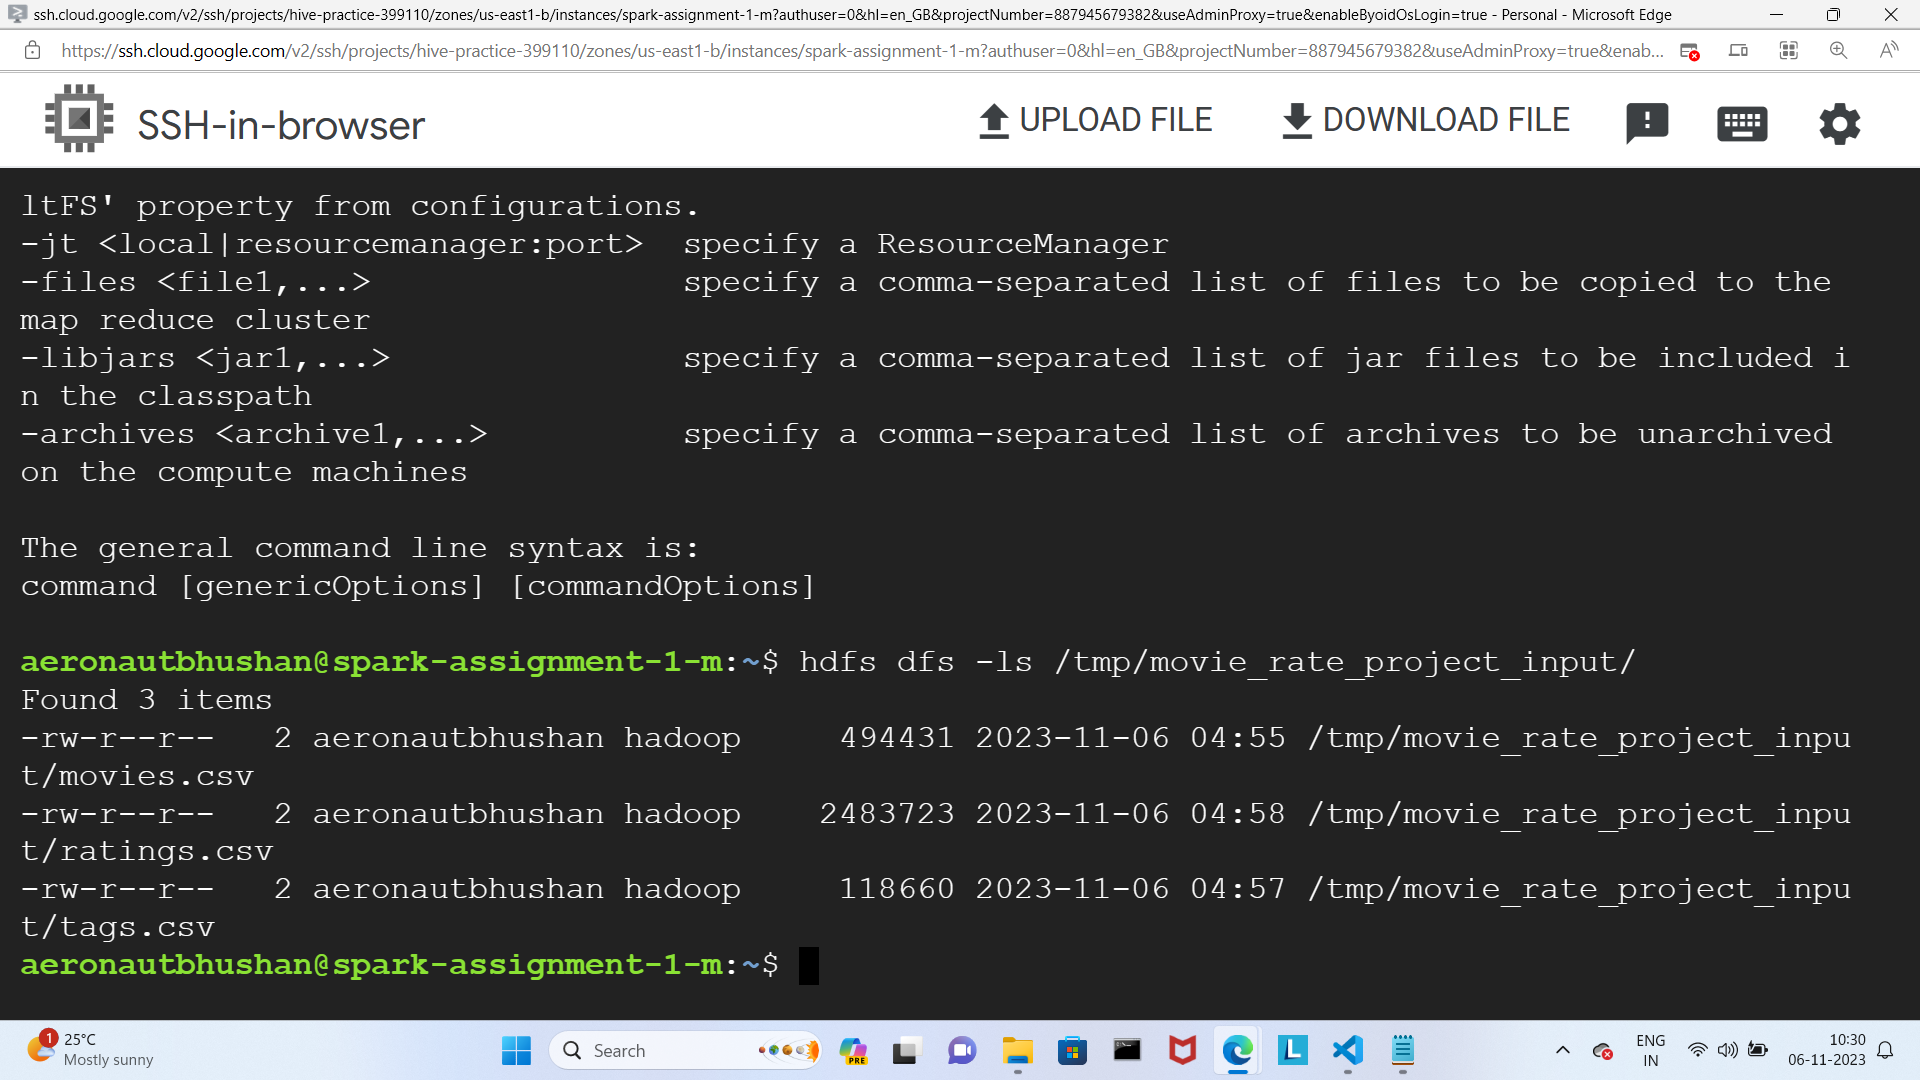 ssh.cloud.google.com/v2/ssh/projects/hive-practice-399110/zones/us-east1-b/instances/spark-assignment-1-m?authuser=0&hl=en_GB&projectNumber=887945679382&useAdminProxy=true&enableByoidOsLogin=true - Personal - Microsoft Edge
https://ssh.cloud.google.com/v2/ssh/projects/hive-practice-399110/zones/us-east1-b/instances/spark-assignment-1-m?authuser=0&hl=en_GB&projectNumber=887945679382&useAdminProxy=true&enab...
SSH-in-browser
UPLOAD FILE
DOWNLOAD FILE
ltFS' property from configurations.
-jt <local|resourcemanager:port>  specify a ResourceManager
-files <file1,...>                specify a comma-separated list of files to be copied to the
map reduce cluster
-libjars <jar1,...>               specify a comma-separated list of jar files to be included i
n the classpath
-archives <archive1,...>          specify a comma-separated list of archives to be unarchived
on the compute machines
The general command line syntax is:
command [genericOptions] [commandOptions]
aeronautbhushan@spark-assignment-1-m:~$ hdfs dfs -ls /tmp/movie_rate_project_input/
Found 3 items
-rw-r--r--   2 aeronautbhushan hadoop     494431 2023-11-06 04:55 /tmp/movie_rate_project_inpu
t/movies.csv
-rw-r--r--   2 aeronautbhushan hadoop    2483723 2023-11-06 04:58 /tmp/movie_rate_project_inpu
t/ratings.csv
-rw-r--r--   2 aeronautbhushan hadoop     118660 2023-11-06 04:57 /tmp/movie_rate_project_inpu
t/tags.csv
aeronautbhushan@spark-assignment-1-m:~$
1
25°C
Mostly sunny
Search
PRE
L
ENG
IN
10:30
06-11-2023